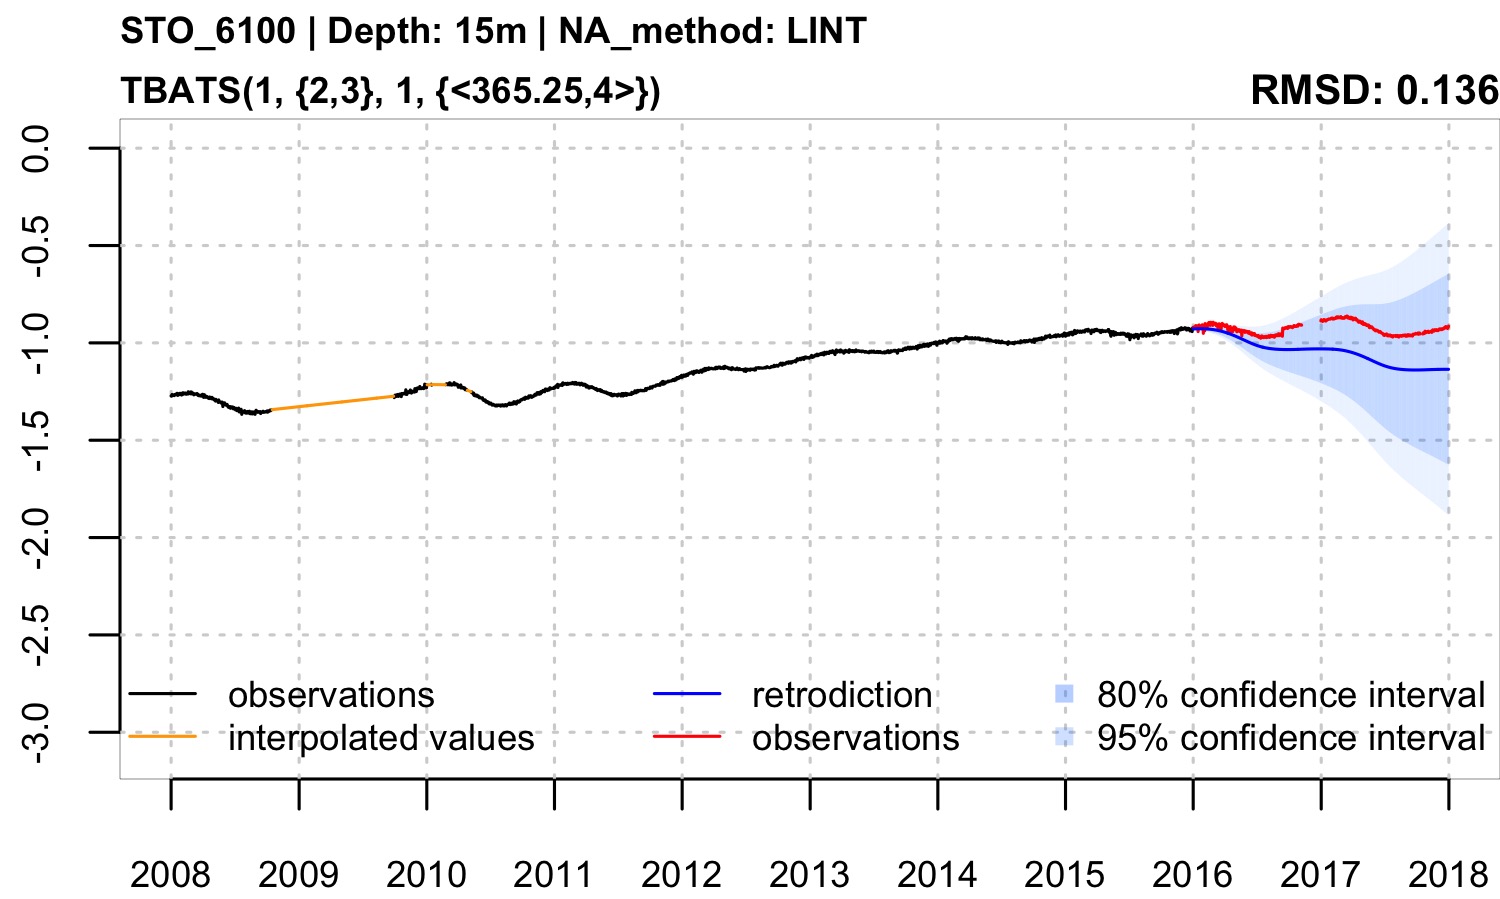 STO_6100 | Depth: 15m | NA_method: LINT
TBATS(1, {2,3}, 1, {<365.25,4>})
RMSD: 0.136
0.0
-0.5
-1.0
-1.5
-2.0
-2.5
-3.0
observations
interpolated values
retrodiction
observations
80% confidence interval
95% confidence interval
2008 2009 2010 2011 2012 2013 2014 2015 2016 2017 2018